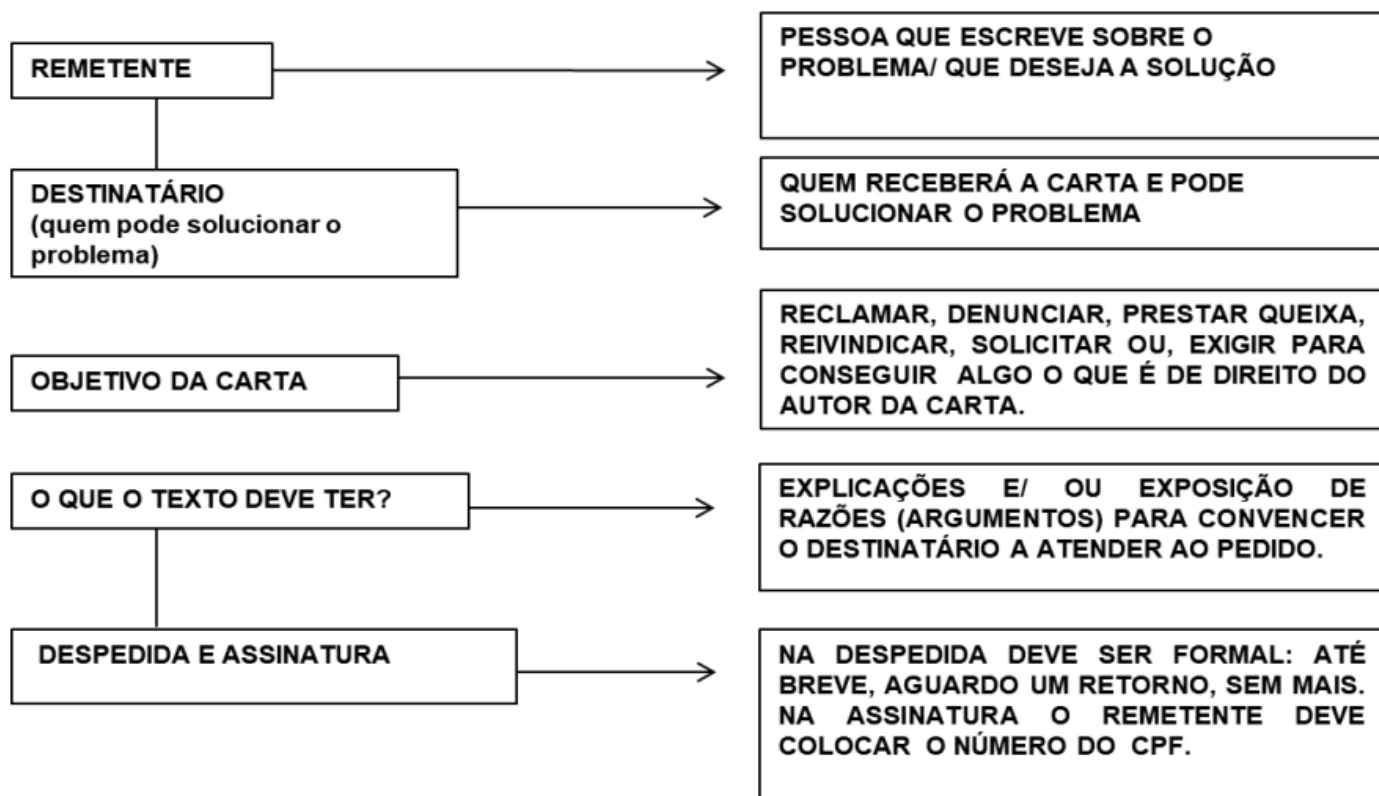 REMETENTE
PESSOA QUE ESCREVE SOBRE O
PROBLEMA/ QUE DESEJA A SOLUÇÃO
DESTINATÁRIO
(quem pode solucionar o
problema)
QUEM RECEBERÁ A CARTA E PODE
SOLUCIONAR O PROBLEMA
OBJETIVO DA CARTA
RECLAMAR, DENUNCIAR, PRESTAR QUEIXA,
REIVINDICAR, SOLICITAR OU, EXIGIR PARA
CONSEGUIR ALGO O QUE É DE DIREITO DO
AUTOR DA CARTA.
O QUE O TEXTO DEVE TER?
EXPLICAÇÕES E/ OU EXPOSIÇÃO DE
RAZÕES (ARGUMENTOS) PARA CONVENCER
O DESTINATÁRIO A ATENDER AO PEDIDO.
DESPEDIDA E ASSINATURA
NA DESPEDIDA DEVE SER FORMAL: ATÉ
BREVE, AGUARDO UM RETORNO, SEM MAIS.
NA ASSINATURA O REMETENTE DEVE
COLOCAR O NÚMERO DO CPF.